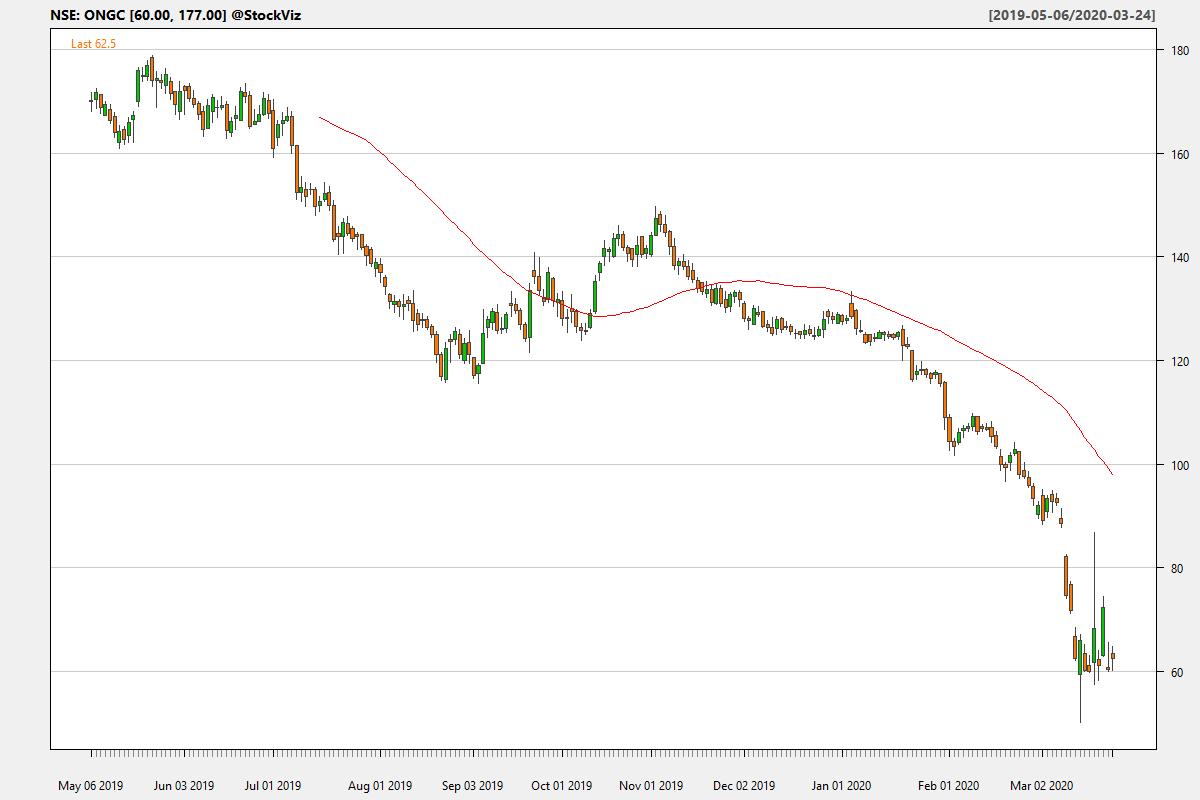 NSE: ONGC [60.00, 177.00] @StockViz [2019-05-06/2020-03-24]
Last 62.5
180
160
140
120
100
80
60
May 06 2019 Jun 03 2019 Jul 01 2019 Aug 01 2019 Sep 03 2019 Oct 01 2019 Nov 01 2019 Dec 02 2019 Jan 01 2020 Feb 01 2020 Mar 02 2020